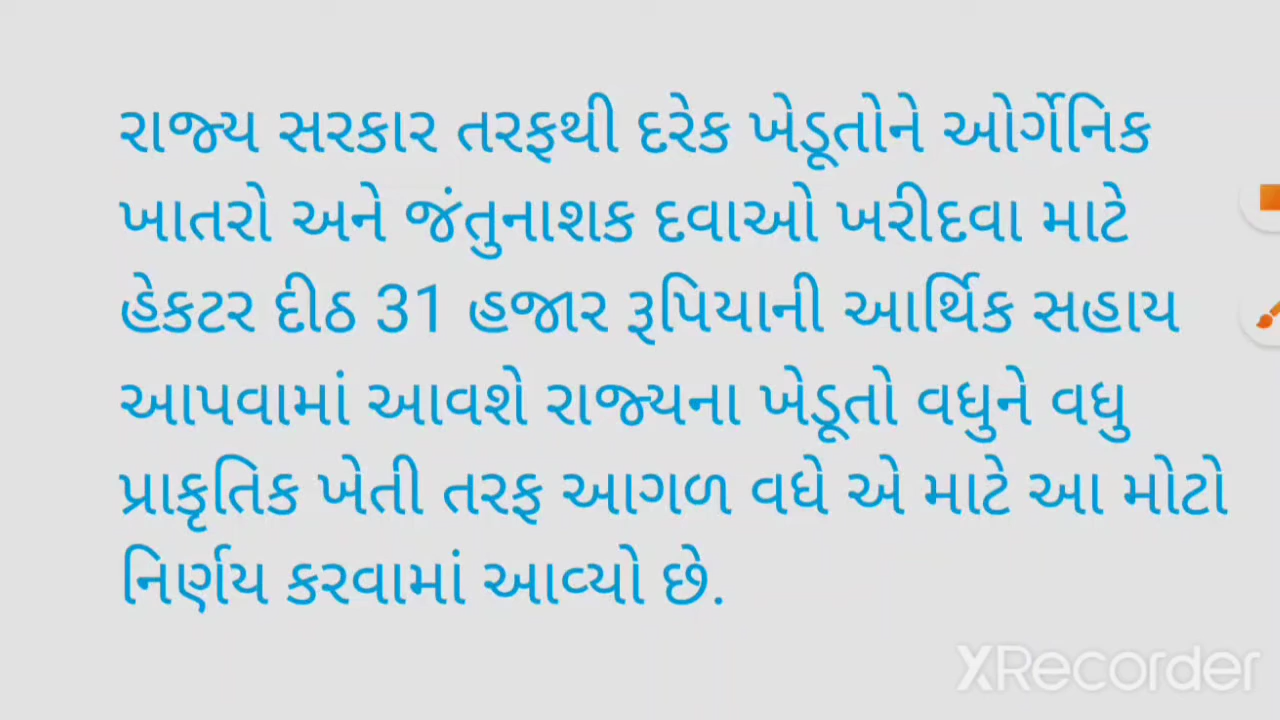 રાજ્ય સરકાર તરફથી દરેક ખેડૂતોને ઓર્ગેનિક
ખાતરો અને જંતુનાશક દવાઓ ખરીદવા માટે
હેકટર દીઠ 31 હજાર રૂપિયાની આર્થિક સહાય
આપવામાં આવશે રાજ્યના ખેડૂતો વધુને વધુ
પ્રાકૃતિક ખેતી તરફ આગળ વધે એ માટે આ મોટો
નિર્ણય કરવામાં આવ્યો છે.
XRecorder